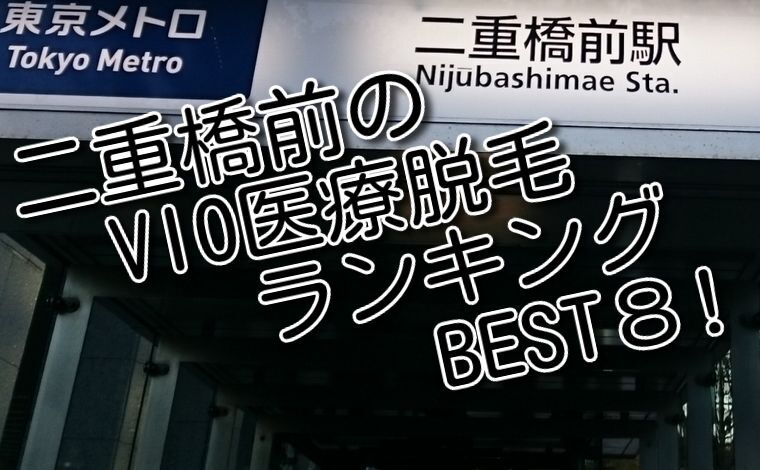 東京メトロ
Tokyo Metro
二重橋前駅
Nijūbashimae Sta.
二重橋前の
VIO医療脱毛
ランキング
BEST８！